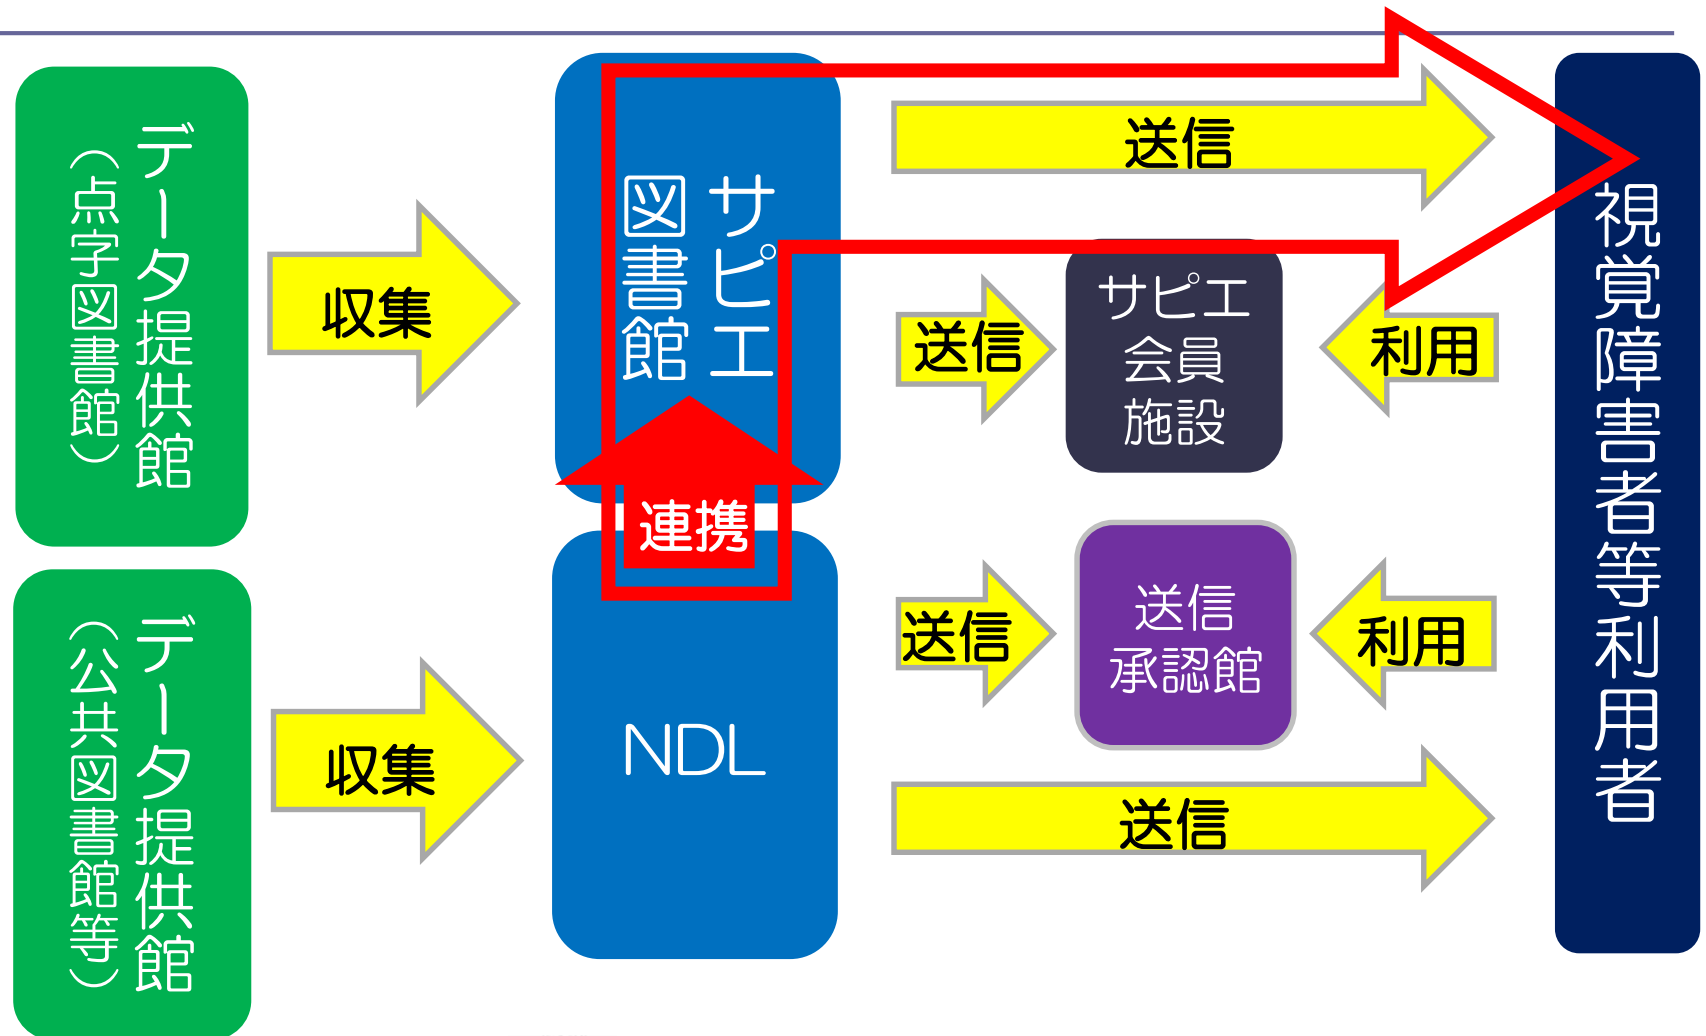 データ提供館
（点字図書館）
収集
サピエ
図書館
送信
送信
サピエ
会員
施設
利用
連携
データ提供館
（公共図書館等）
収集
NDL
送信
送信
承認館
利用
送信
視覚障害者等利用者